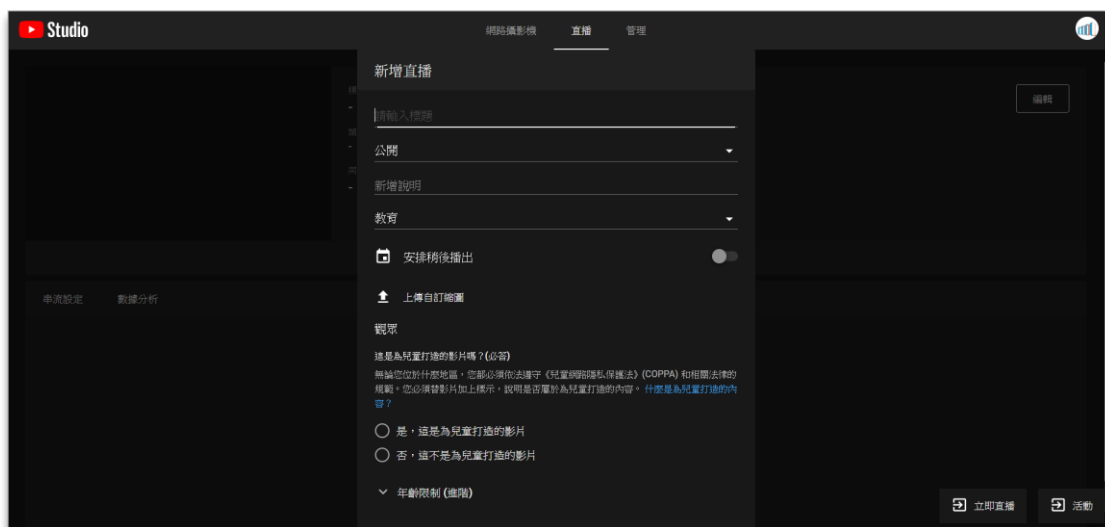 Studio
網路攝影機 直播 管理
新增直播
編輯
請輸入標題
公開
新增說明
教育
安排稍後播出
上傳自訂縮圖
串流設定 數據分析
觀眾
這是為兒童打造的影片嗎？(必答)
無論您位於什麼地區，您都必須依法遵守《兒童網路隱私保護法》(COPPA) 和相關法律的
規範。您必須替影片加上標示，說明是否屬於為兒童打造的內容。 什麼是為兒童打造的內
容？
是，這是為兒童打造的影片
否，這不是為兒童打造的影片
年齡限制 (進階)
立即直播 活動